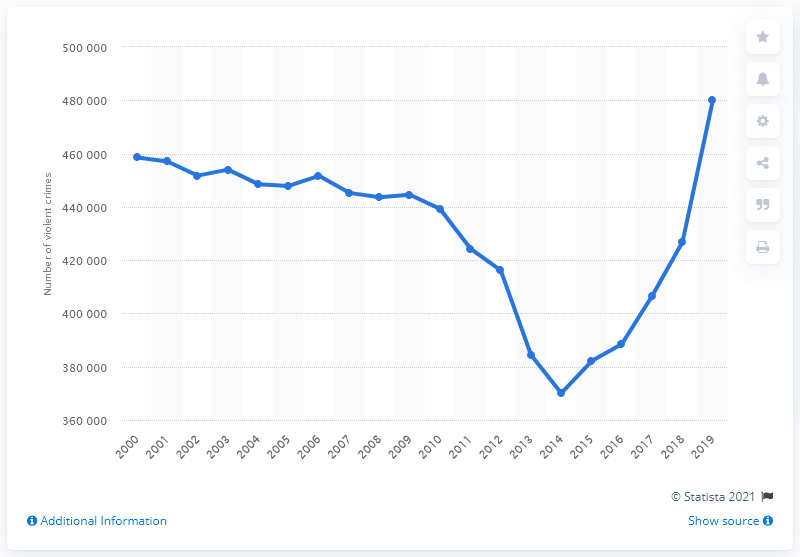 500 000
480 000
460 000
440 000
420 000
400 000
380 000
360 000
Number of violent crimes
2000 2001 2002 2003 2004 2005 2006 2007 2008 2009 2010 2011 2012 2013 2014 2015 2016 2017 2018 2019
© Statista 2021
Additional Information
Show source